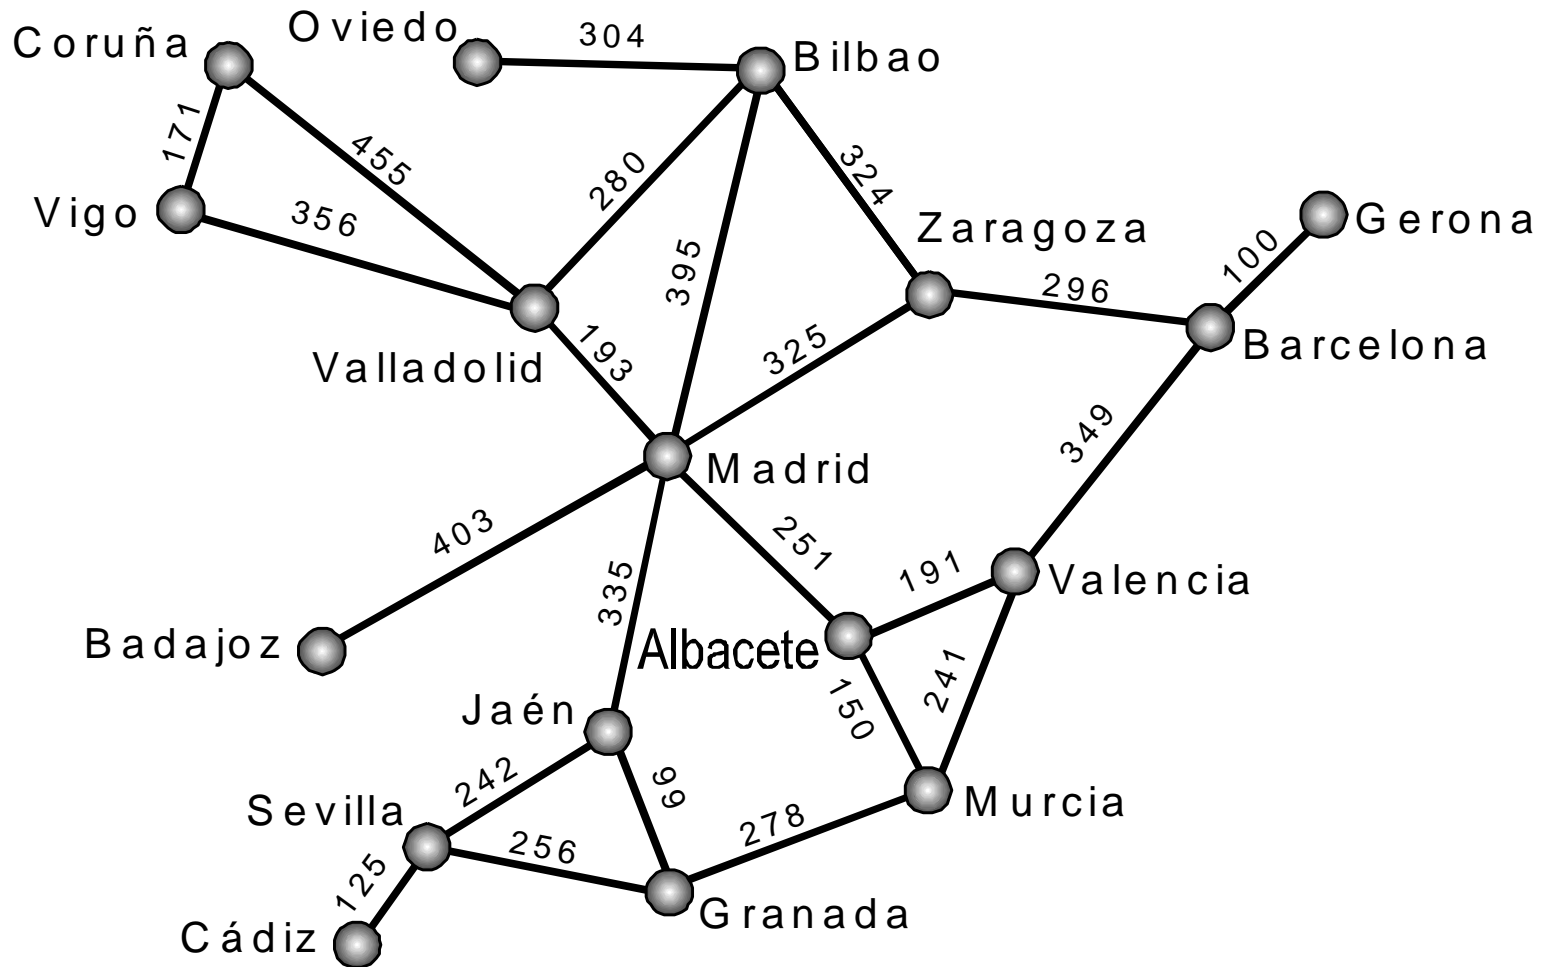 Oviedo
304
Coruña
Bilbao
171
455
280
324
Vigo
356
Zaragoza
Gerona
395
100
296
Valladolid
193
325
Barcelona
349
Madrid
403
251
335
191
Valencia
Badajoz
Albacete
241
150
Jaén
242
99
Sevilla
278
Murcia
256
125
Granada
Cádiz